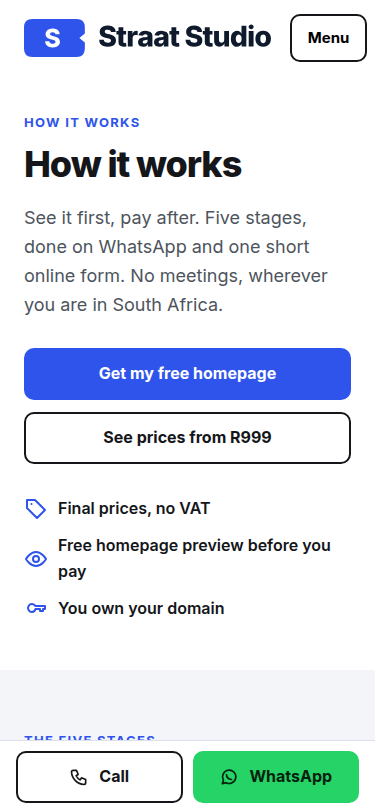 S Straat Studio Menu
HOW IT WORKS
How it works
See it first, pay after. Five stages,
done on WhatsApp and one short
online form. No meetings, wherever
you are in South Africa.
Get my free homepage
See prices from R999
Final prices, no VAT
Free homepage preview before you
pay
You own your domain
THE FIVE STAGES
Call WhatsApp